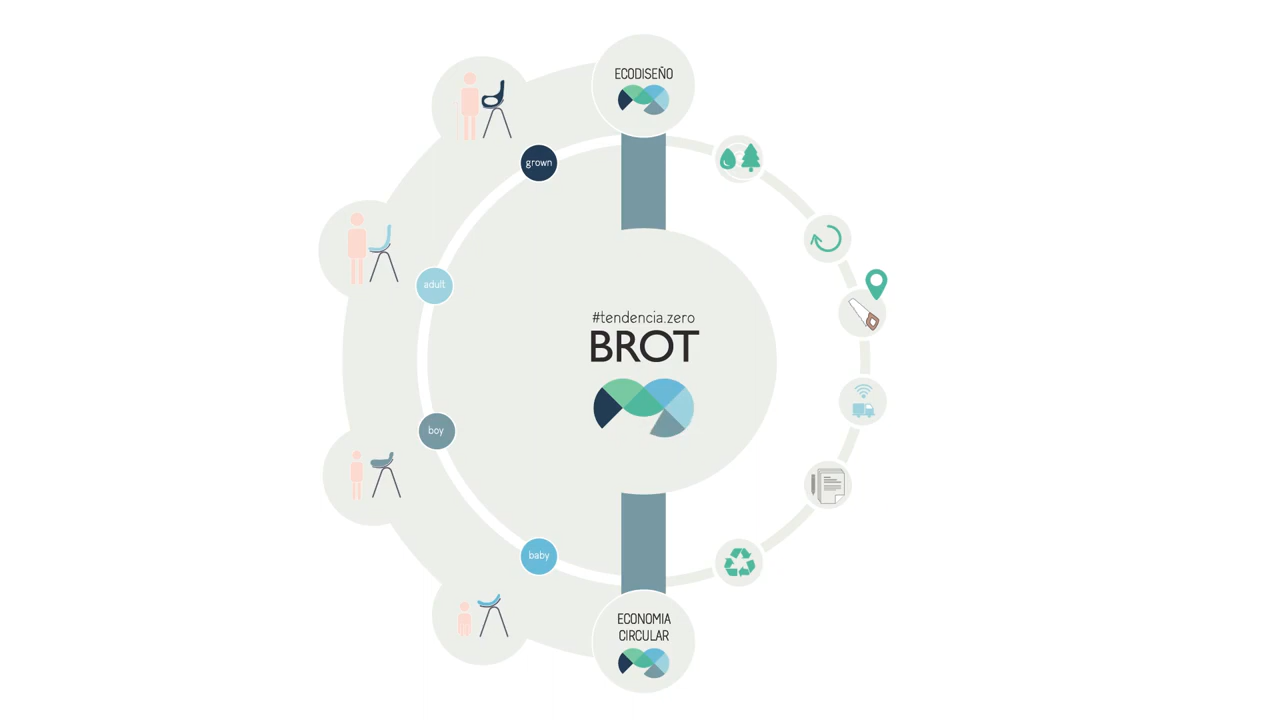 ECODISEÑO
grown
adult
#tendencia.zero
BROT
boy
baby
ECONOMIA
CIRCULAR